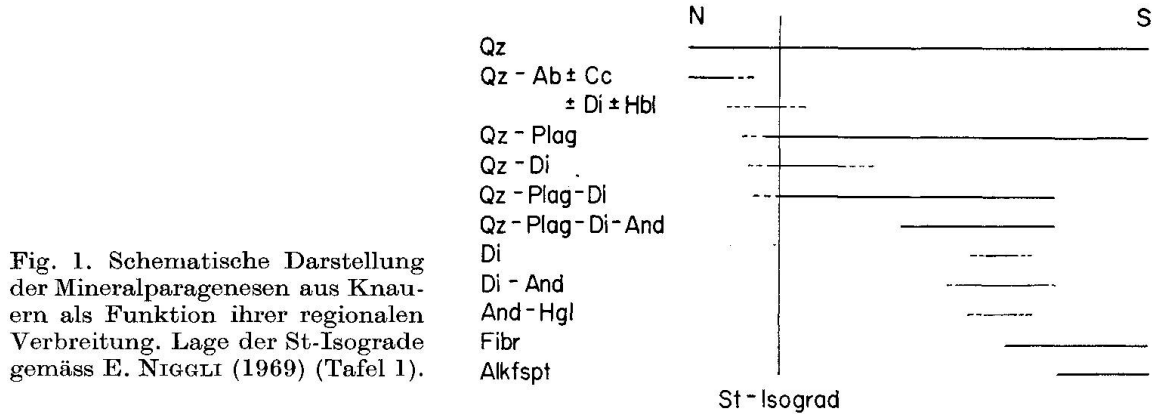 N S
Qz
Qz - Ab ± Cc
± Di ± Hbl
Qz - Plag
Qz - Di
Qz - Plag - Di
Qz - Plag - Di - And
Di
Di - And
And - Hgl
Fibr
Alkfspt
St - Isograd
Fig. 1. Schematische Darstellung
der Mineralparagenesen aus Knau-
ern als Funktion ihrer regionalen
Verbreitung. Lage der St-Isograde
gemäss E. NIGGLI (1969) (Tafel 1).